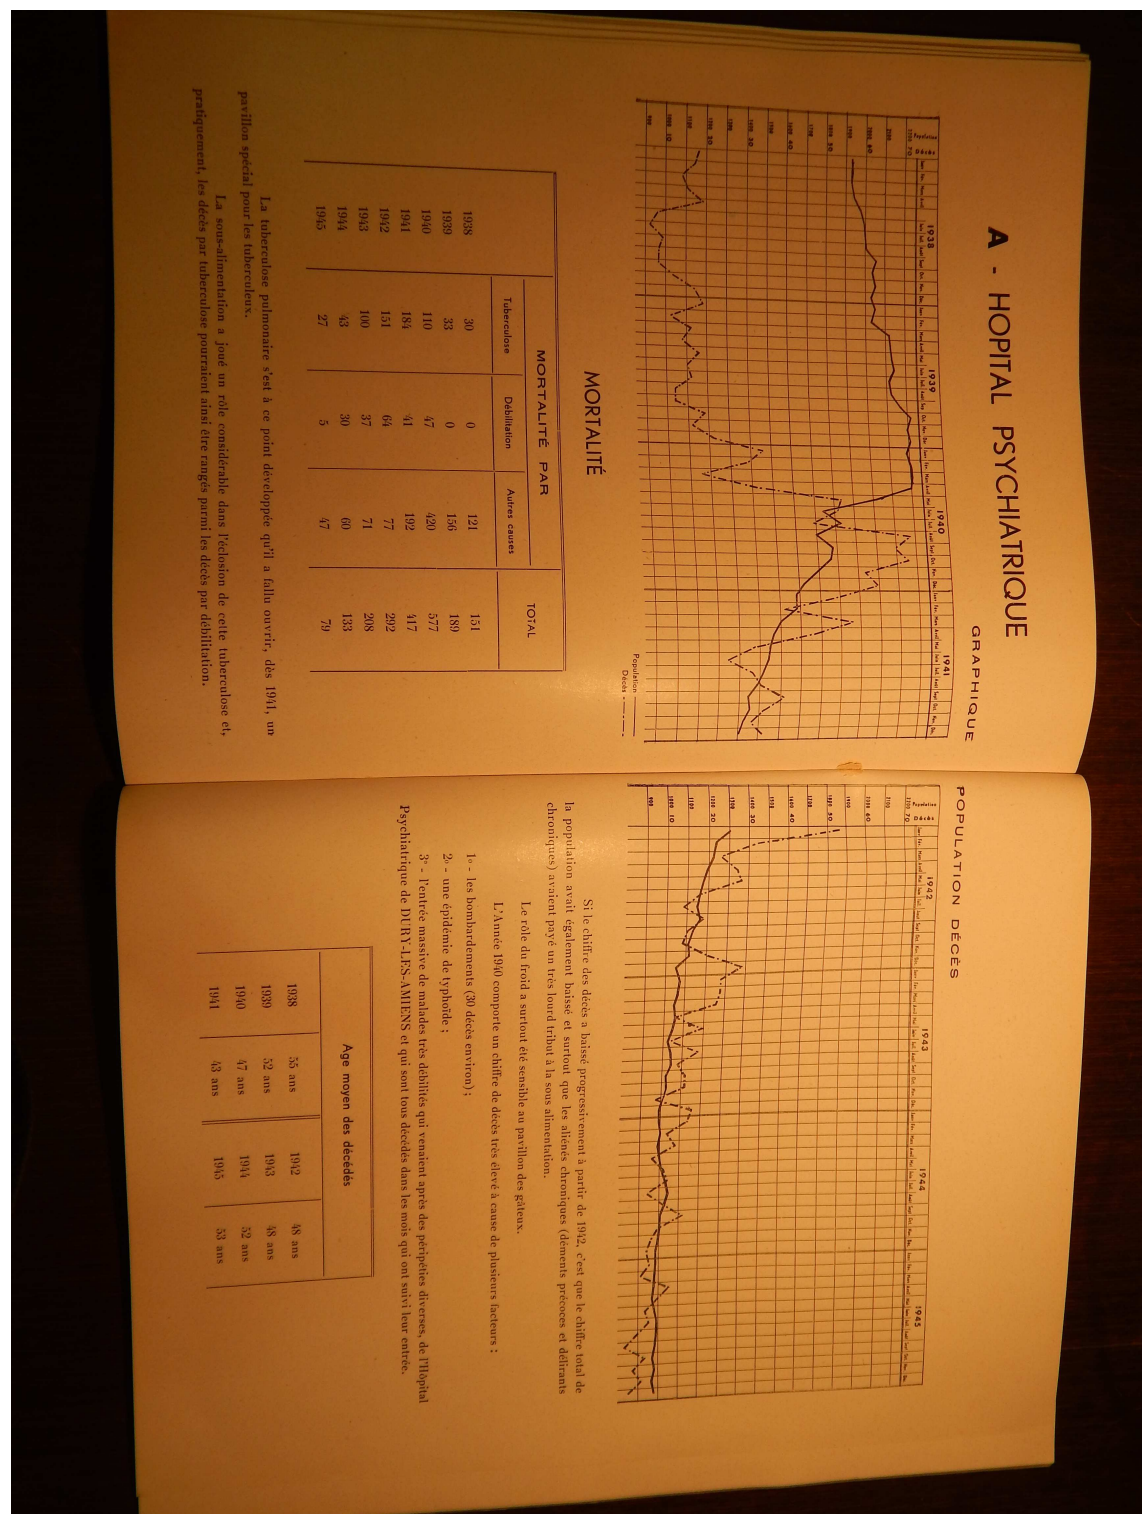 A - HOPITAL PSYCHIATRIQUE
GRAPHIQUE
Population
Décès
1938
1939
1940
1941
Population
Décès
MORTALITÉ
MORTALITÉ PAR
TOTAL
Tuberculose
Débilitation
Autres causes
1938 30 0 121 151
1939 33 0 156 189
1940 110 47 420 577
1941 184 41 192 417
1942 151 64 77 292
1943 100 37 71 208
1944 43 30 60 133
1945 27 5 47 79
La tuberculose pulmonaire s'est à ce point développée qu'il a fallu ouvrir, dès 1941, un
pavillon spécial pour les tuberculeux.
La sous-alimentation a joué un rôle considérable dans l'éclosion de cette tuberculose et,
pratiquement, les décès par tuberculose pourraient ainsi être rangés parmi les décès par débilitation.
POPULATION DÉCÈS
Population
Décès
1942
1943
1944
1945
Si le chiffre des décès a baissé progressivement à partir de 1942, c'est que le chiffre total de
la population avait également baissé et surtout que les aliénés chroniques (déments précoces et délirants
chroniques) avaient payé un très lourd tribut à la sous alimentation.
Le rôle du froid a surtout été sensible au pavillon des gâteux.
L'Année 1940 comporte un chiffre de décès très élevé à cause de plusieurs facteurs :
1º - les bombardements (30 décès environ) ;
2º - une épidémie de typhoïde ;
3º - l'entrée massive de malades très débilités qui venaient après des péripéties diverses, de l'Hôpital
Psychiatrique de DURY-LES-AMIENS et qui sont tous décédés dans les mois qui ont suivi leur entrée.
Age moyen des décédés
1938 55 ans 1942 48 ans
1939 52 ans 1943 48 ans
1940 47 ans 1944 52 ans
1941 43 ans 1945 53 ans